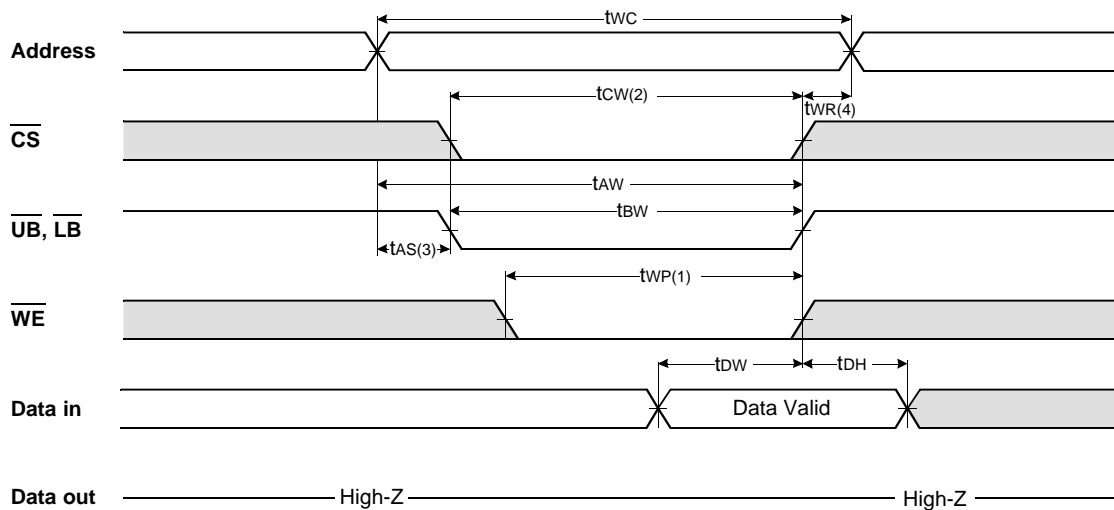 tWC
Address
tCW(2)
tWR(4)
CS
tAW
tBW
UB, LB
tAS(3)
tWP(1)
WE
tDW
tDH
Data in
Data Valid
Data out
High-Z
High-Z